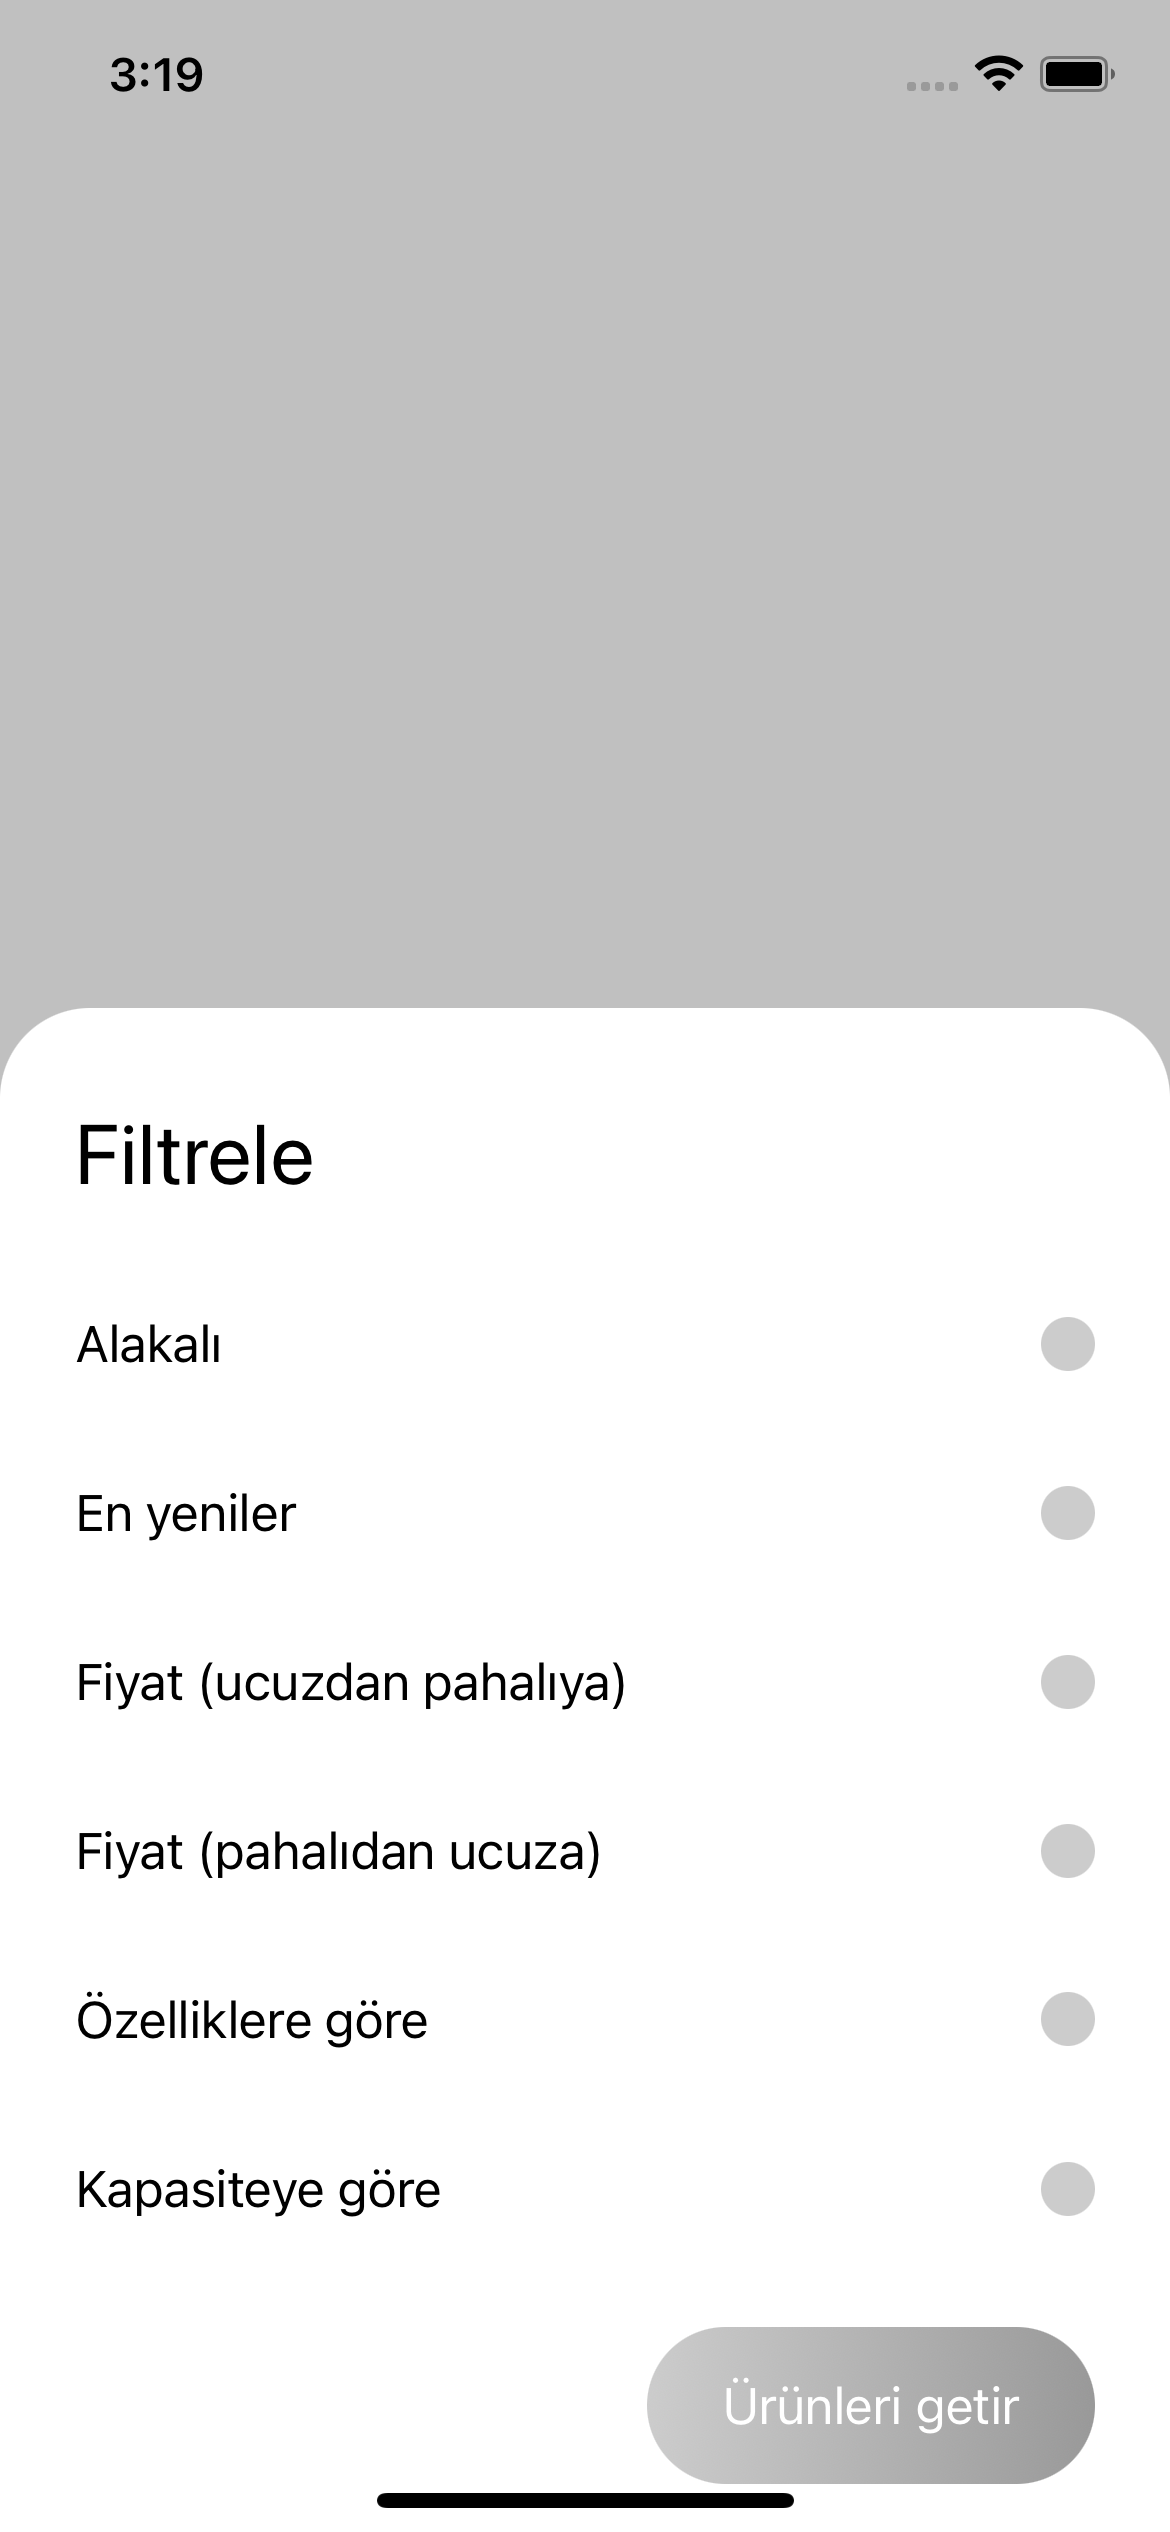 3:19
Filtrele
Alakalı
En yeniler
Fiyat (ucuzdan pahalıya)
Fiyat (pahalıdan ucuza)
Özelliklere göre
Kapasiteye göre
Ürünleri getir